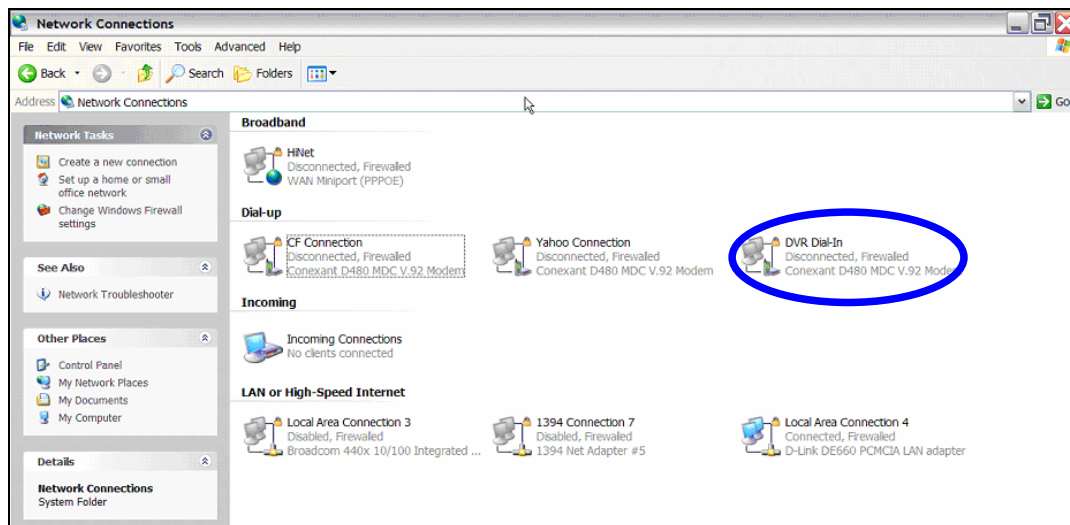 Network Connections
File Edit View Favorites Tools Advanced Help
Back Search Folders
Address Network Connections Go
Network Tasks
Create a new connection
Set up a home or small
office network
Change Windows Firewall
settings
See Also
Network Troubleshooter
Other Places
Control Panel
My Network Places
My Documents
My Computer
Details
Network Connections
System Folder
Broadband
HiNet
Disconnected, Firewalled
WAN Miniport (PPPOE)
Dial-up
CF Connection
Disconnected, Firewalled
Conexant D480 MDC V.92 Modem
Yahoo Connection
Disconnected, Firewalled
Conexant D480 MDC V.92 Modem
DVR Dial-In
Disconnected, Firewalled
Conexant D480 MDC V.92 Modem
Incoming
Incoming Connections
No clients connected
LAN or High-Speed Internet
Local Area Connection 3
Disabled, Firewalled
Broadcom 440x 10/100 Integrated ...
1394 Connection 7
Disabled, Firewalled
1394 Net Adapter #5
Local Area Connection 4
Connected, Firewalled
D-Link DE660 PCMCIA LAN adapter